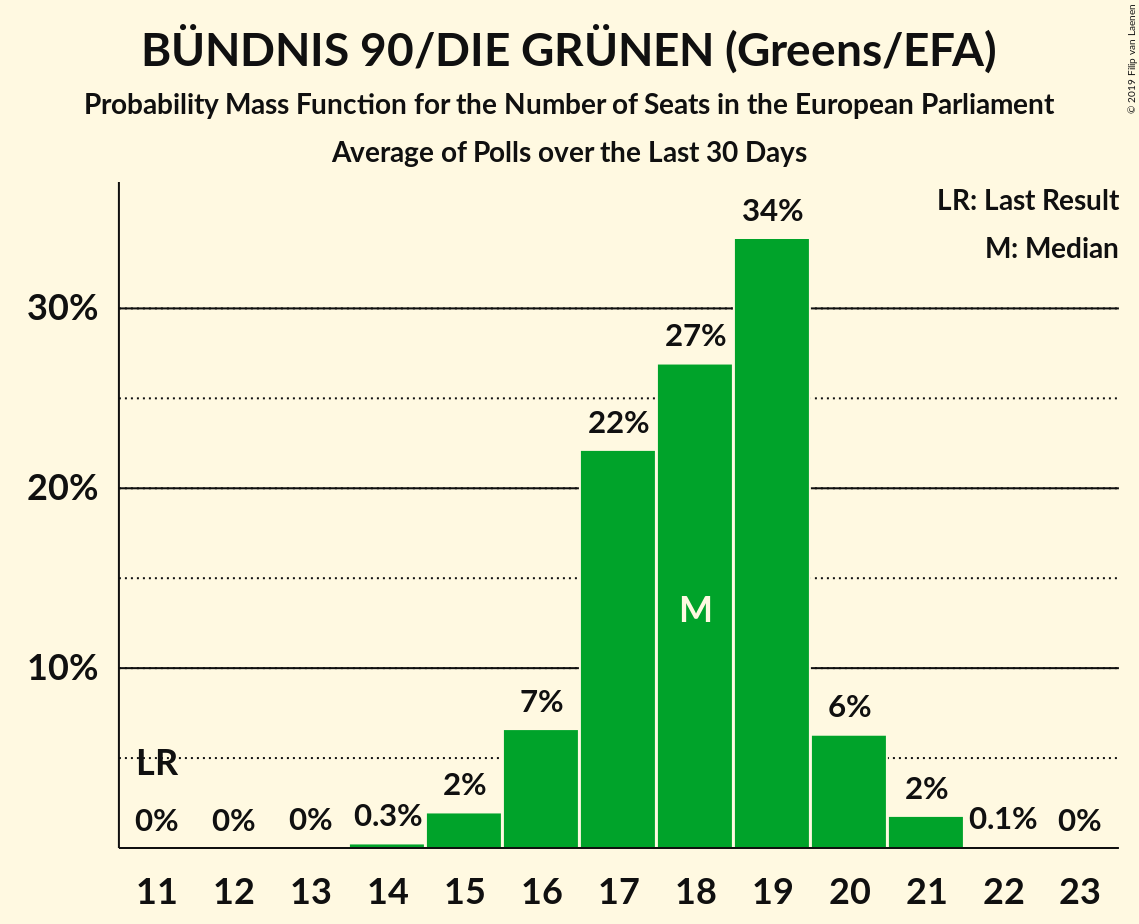 BÜNDNIS 90/DIE GRÜNEN (Greens/EFA)
Probability Mass Function for the Number of Seats in the European Parliament
Average of Polls over the Last 30 Days
© 2019 Filip van Laenen
LR: Last Result
M: Median
30%
20%
10%
LR
0%
0%
0%
0.3%
2%
7%
22%
27%
34%
6%
2%
0.1%
0%
M
11 12 13 14 15 16 17 18 19 20 21 22 23